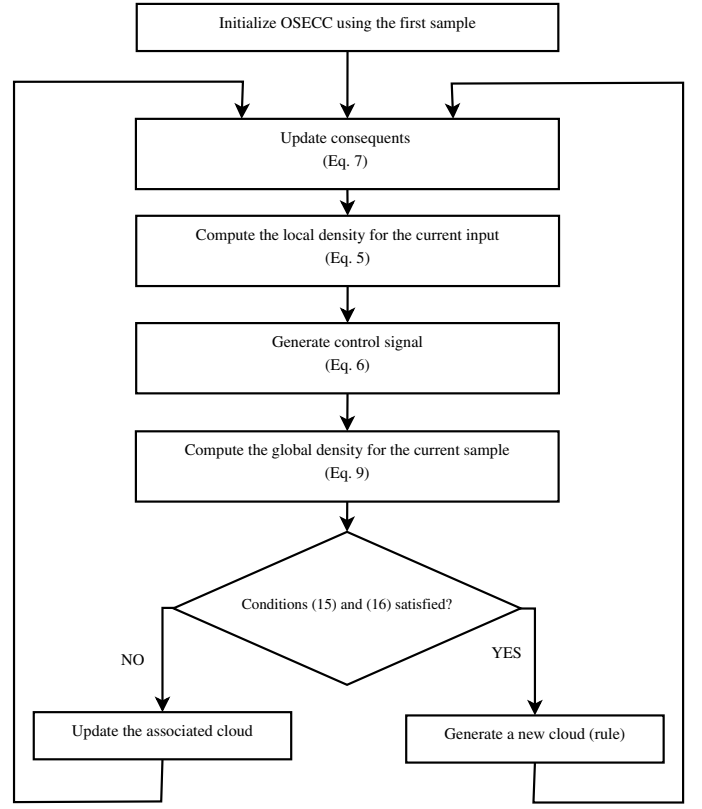 Initialize OSECC using the first sample
Update consequents
(Eq. 7)
Compute the local density for the current input
(Eq. 5)
Generate control signal
(Eq. 6)
Compute the global density for the current sample
(Eq. 9)
Conditions (15) and (16) satisfied?
NO
YES
Update the associated cloud
Generate a new cloud (rule)